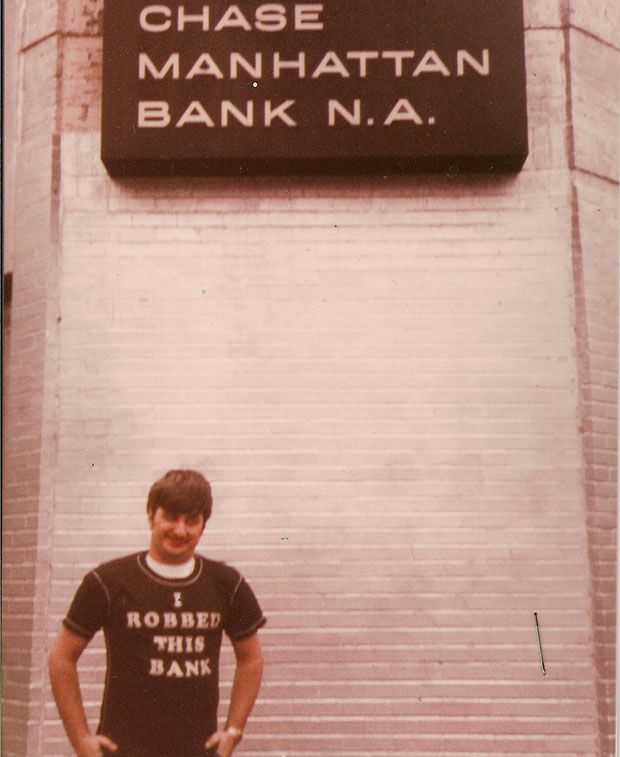 CHASE
MANHATTAN
BANK N.A.
I
ROBBED
THIS
BANK